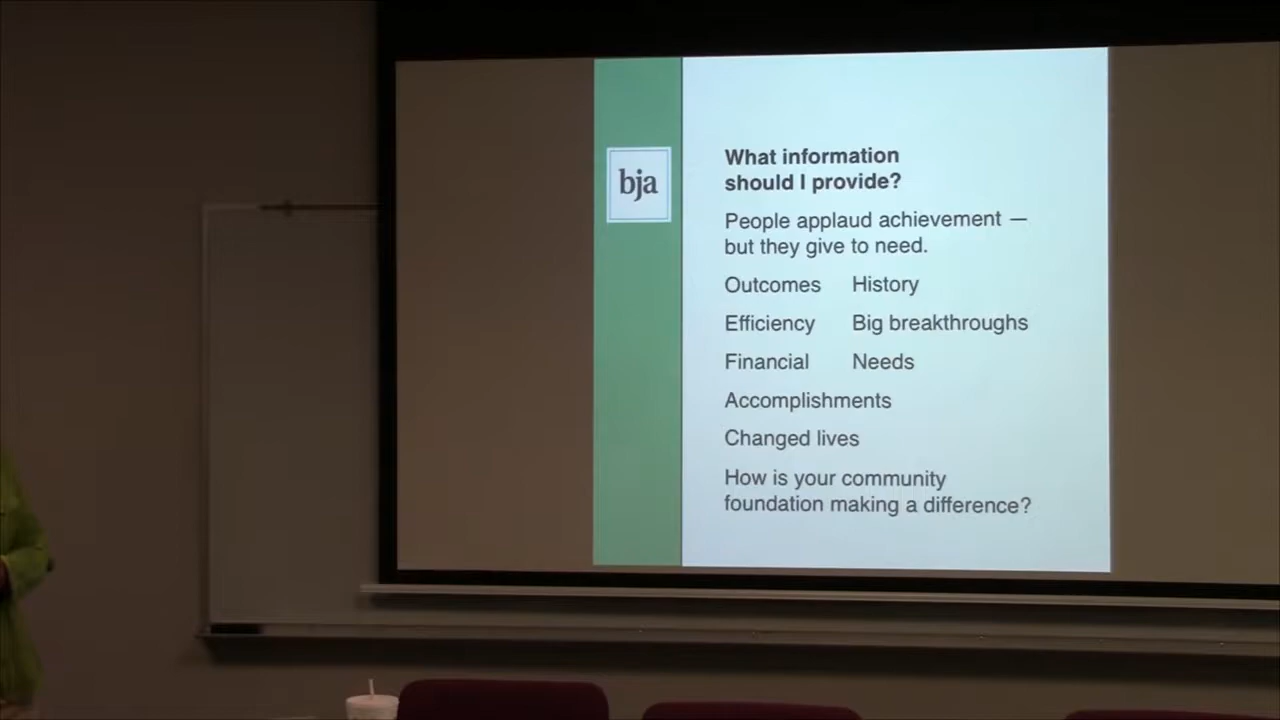 bja
What information
should I provide?
People applaud achievement —
but they give to need.
Outcomes History
Efficiency Big breakthroughs
Financial Needs
Accomplishments
Changed lives
How is your community
foundation making a difference?